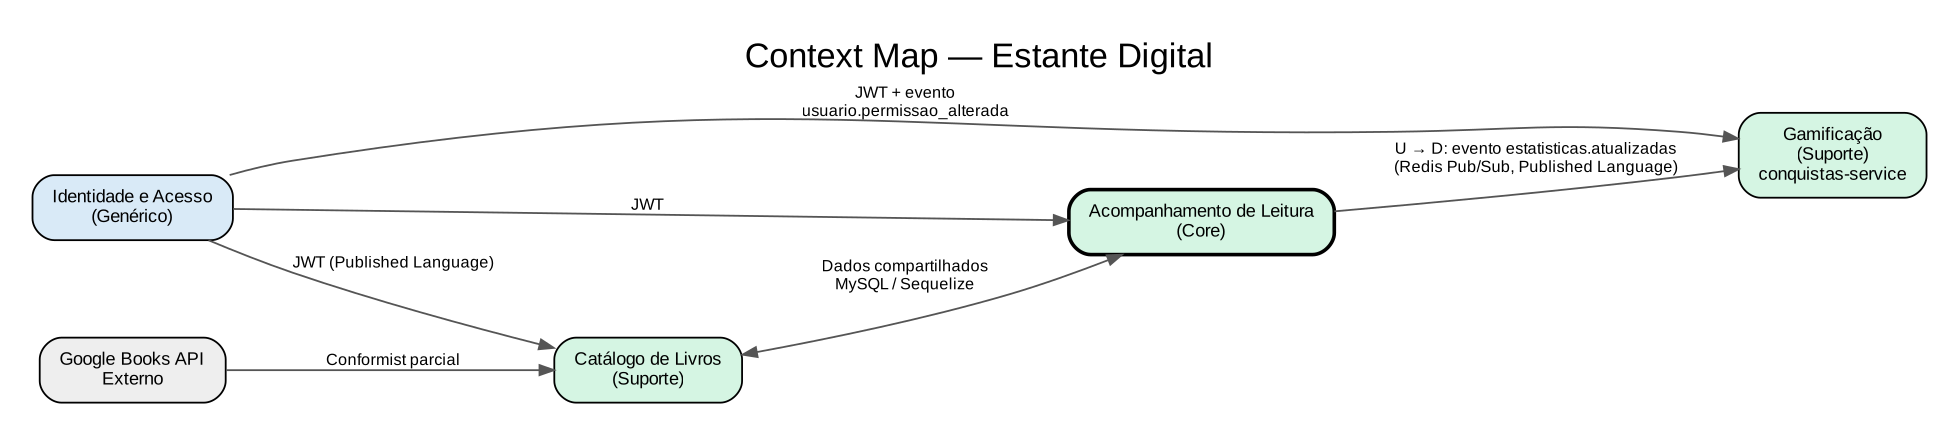 Context Map — Estante Digital
JWT + evento
usuario.permissao_alterada
Gamificação
(Suporte)
conquistas-service
U → D: evento estatisticas.atualizadas
(Redis Pub/Sub, Published Language)
Identidade e Acesso
(Genérico)
JWT
Acompanhamento de Leitura
(Core)
JWT (Published Language)
Dados compartilhados
MySQL / Sequelize
Google Books API
Externo
Conformist parcial
Catálogo de Livros
(Suporte)